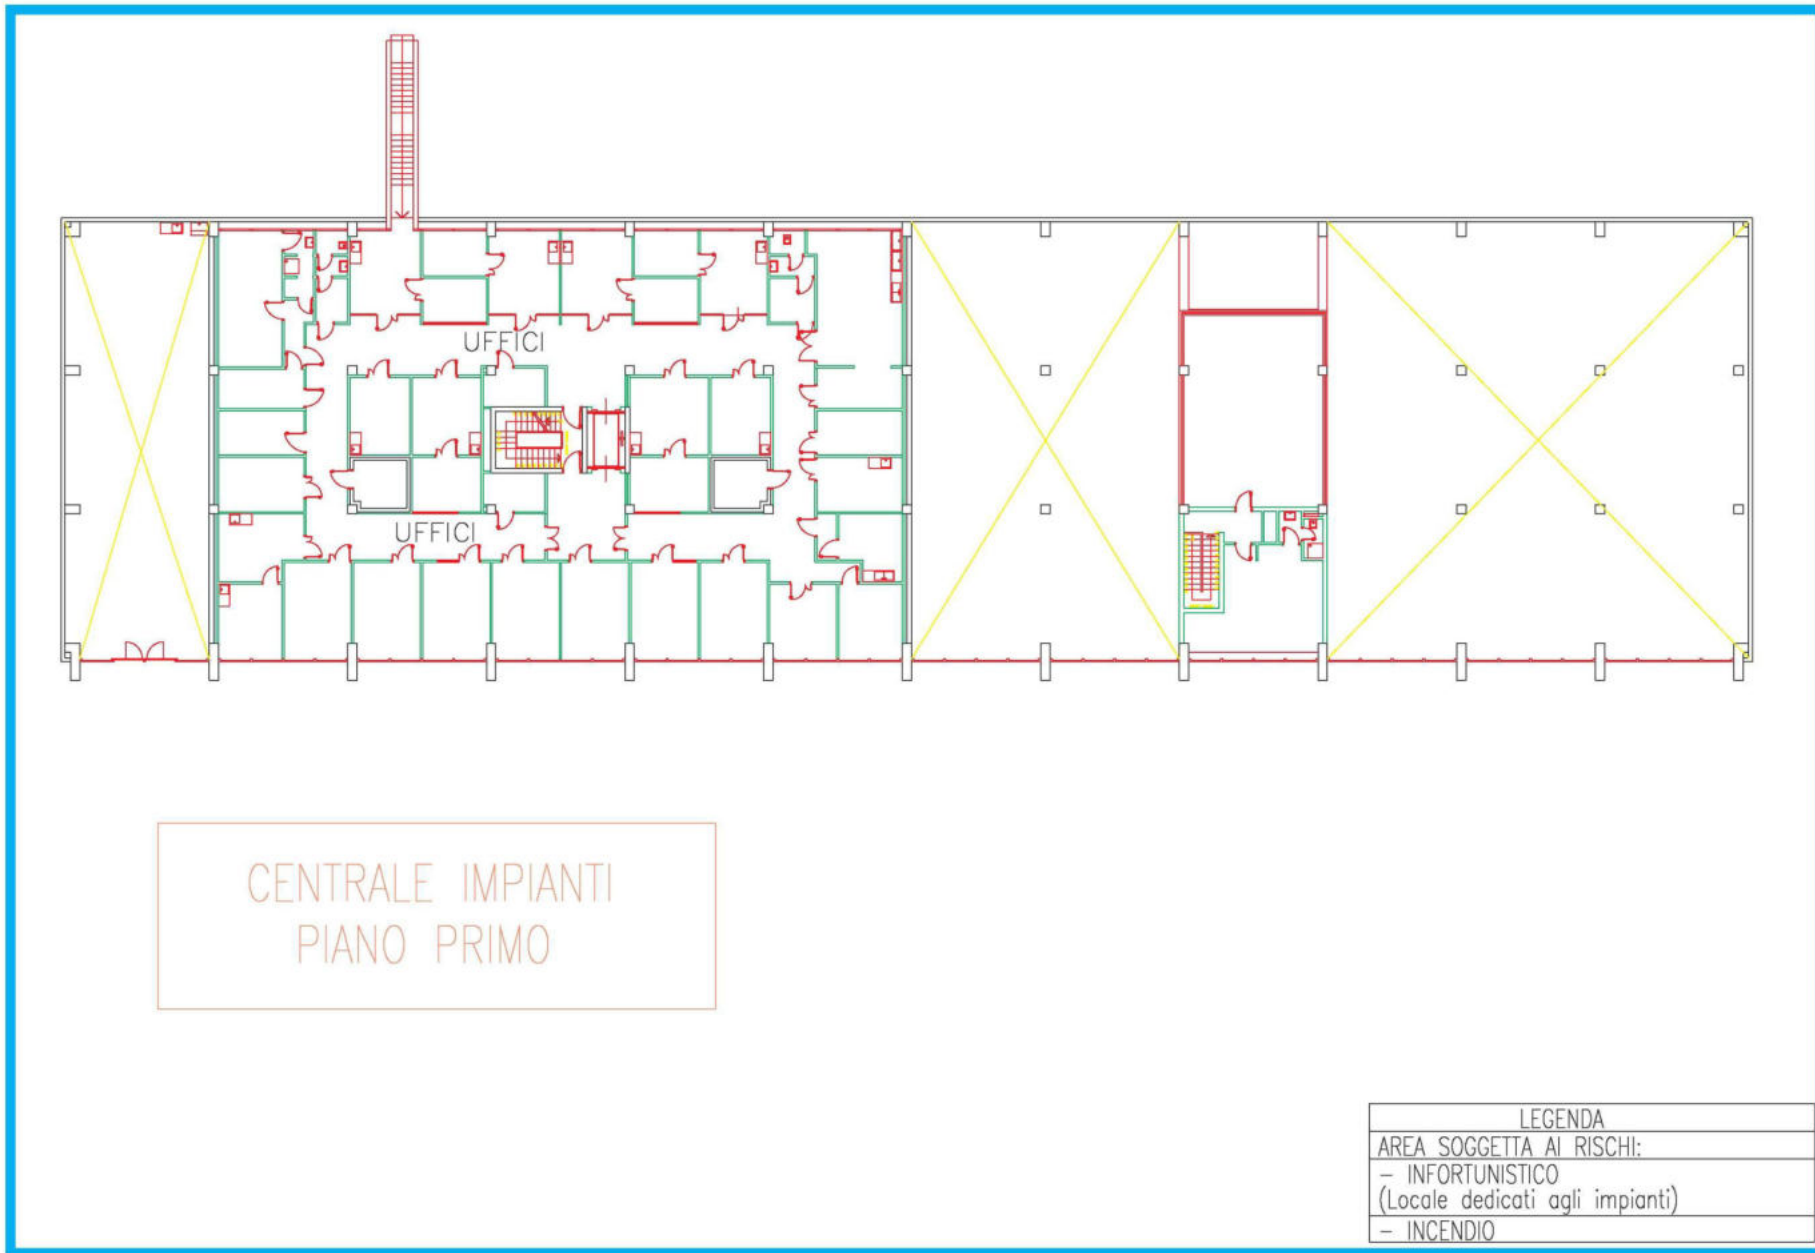 UFFICI
UFFICI
CENTRALE IMPIANTI
PIANO PRIMO
LEGENDA
AREA SOGGETTA AI RISCHI:
– INFORTUNISTICO
(Locale dedicati agli impianti)
– INCENDIO